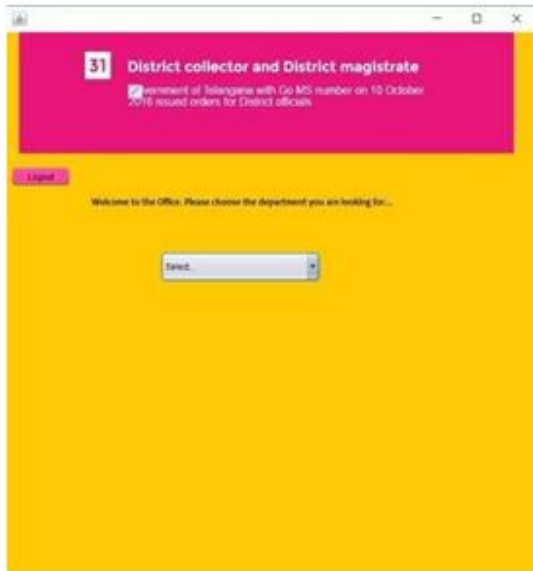 31
District collector and District magistrate
vernment of Telangana with Go MS number on 10 October
2016 issued orders for District officials
Logout
Welcome to the Office. Please choose the department you are looking for...
Select...